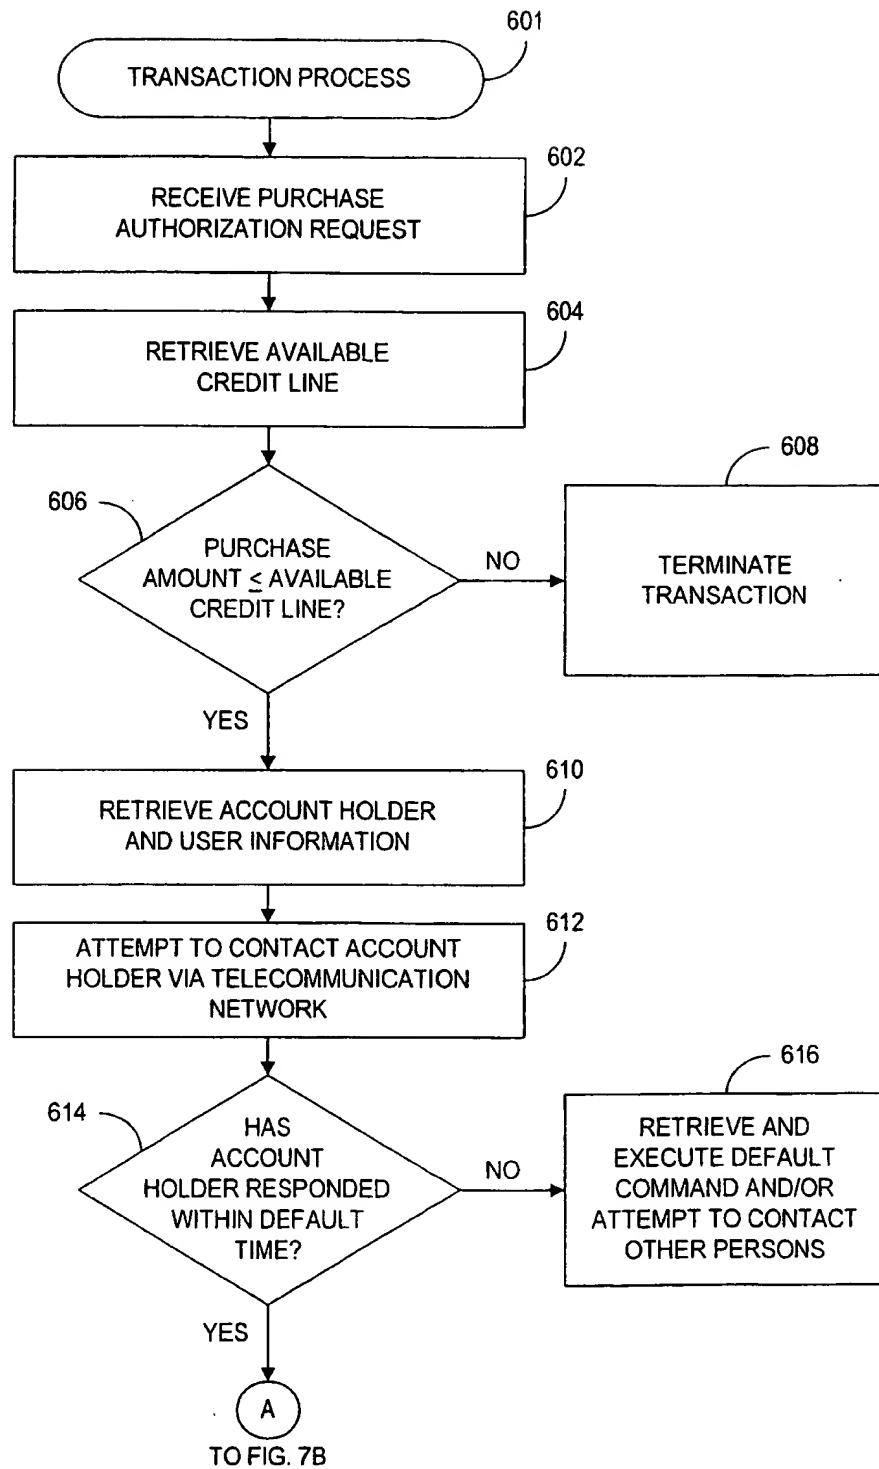 601
TRANSACTION PROCESS
602
RECEIVE PURCHASE
AUTHORIZATION REQUEST
604
RETRIEVE AVAILABLE
CREDIT LINE
606
PURCHASE
AMOUNT ≤ AVAILABLE
CREDIT LINE?
NO
608
TERMINATE
TRANSACTION
YES
610
RETRIEVE ACCOUNT HOLDER
AND USER INFORMATION
612
ATTEMPT TO CONTACT ACCOUNT
HOLDER VIA TELECOMMUNICATION
NETWORK
614
HAS
ACCOUNT
HOLDER RESPONDED
WITHIN DEFAULT
TIME?
NO
616
RETRIEVE AND
EXECUTE DEFAULT
COMMAND AND/OR
ATTEMPT TO CONTACT
OTHER PERSONS
YES
A
TO FIG. 7B